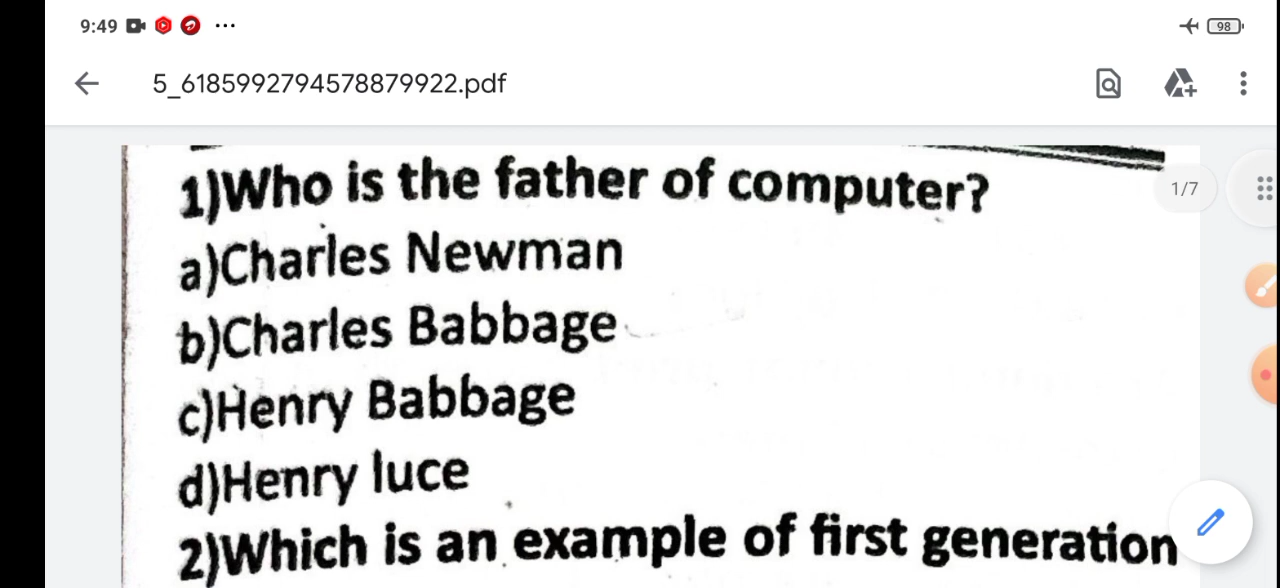 9:49 ... 98
5_6185992794578879922.pdf
1)Who is the father of computer?
1/7
a)Charles Newman
b)Charles Babbage
c)Henry Babbage
d)Henry luce
2)Which is an example of first generation